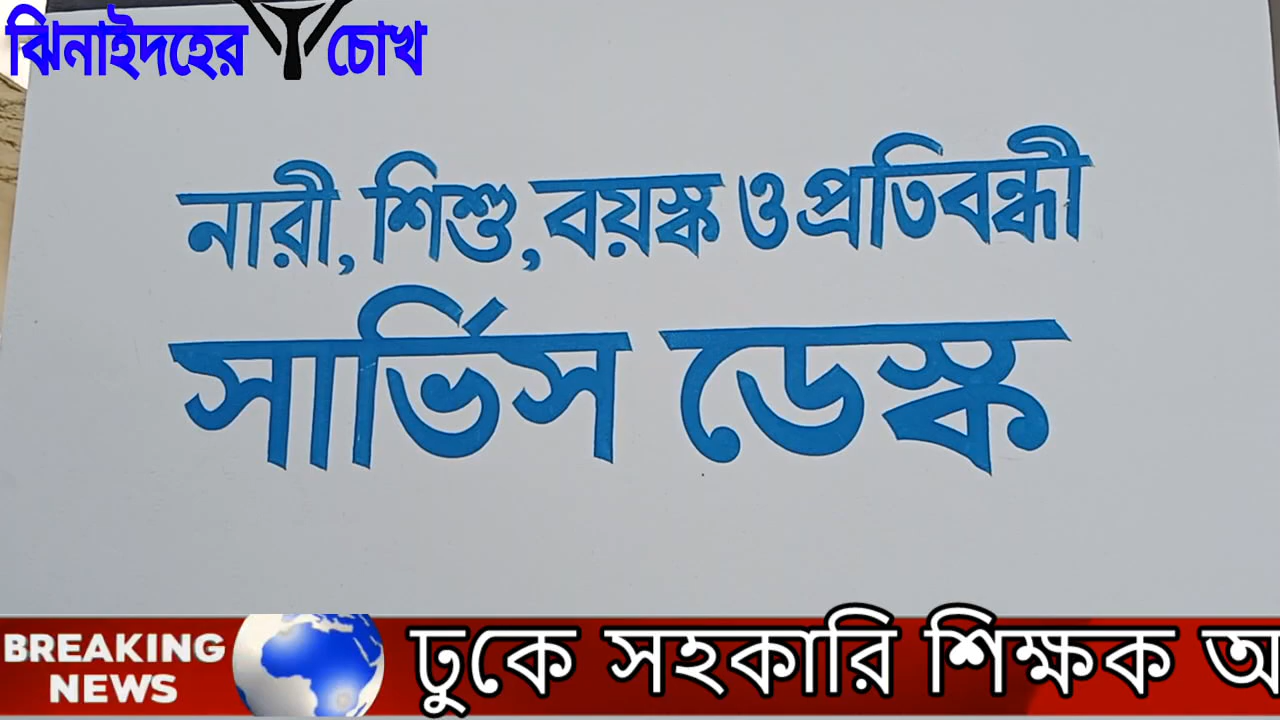 ঝিনাইদহের চোখ
নারী, শিশু, বয়স্ক ও প্রতিবন্ধী
সার্ভিস ডেস্ক
BREAKING NEWS
ঢুকে সহকারি শিক্ষক অ